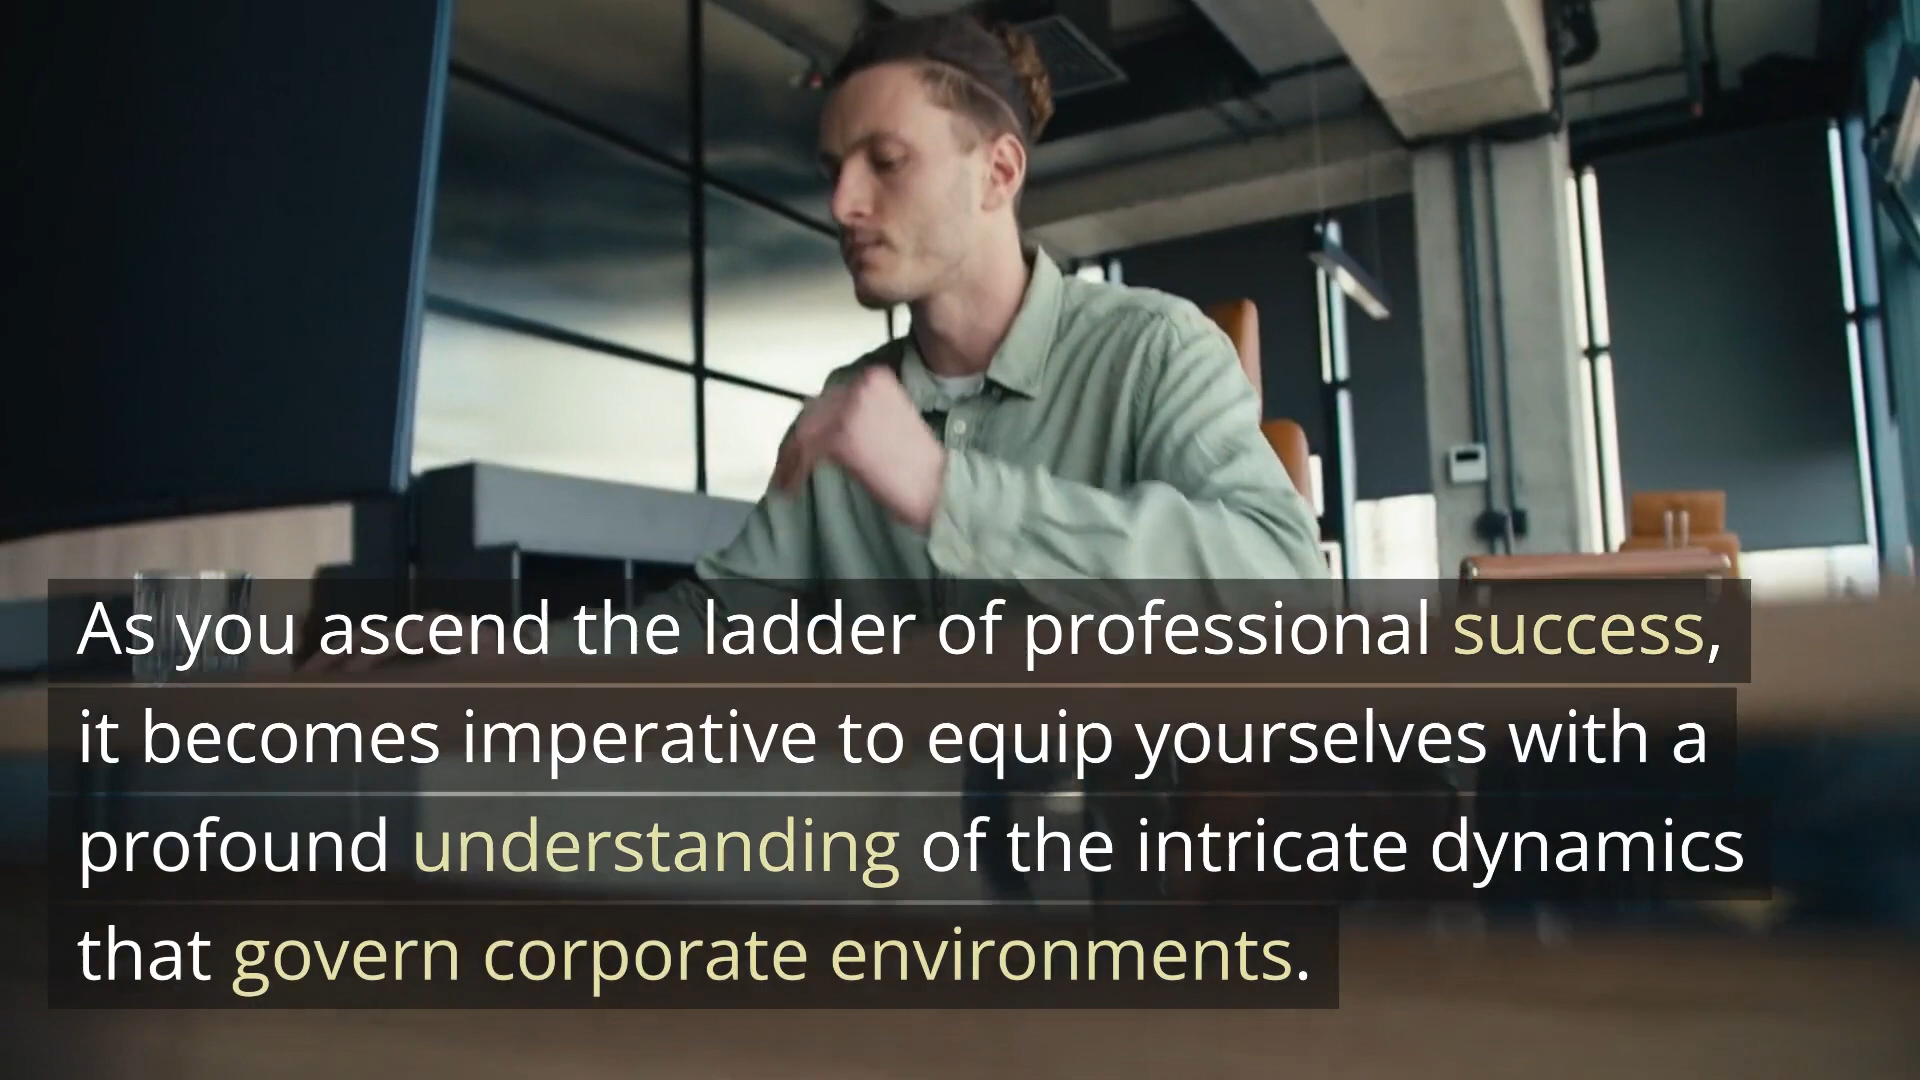 As you ascend the ladder of professional success,
it becomes imperative to equip yourselves with a
profound understanding of the intricate dynamics
that govern corporate environments.